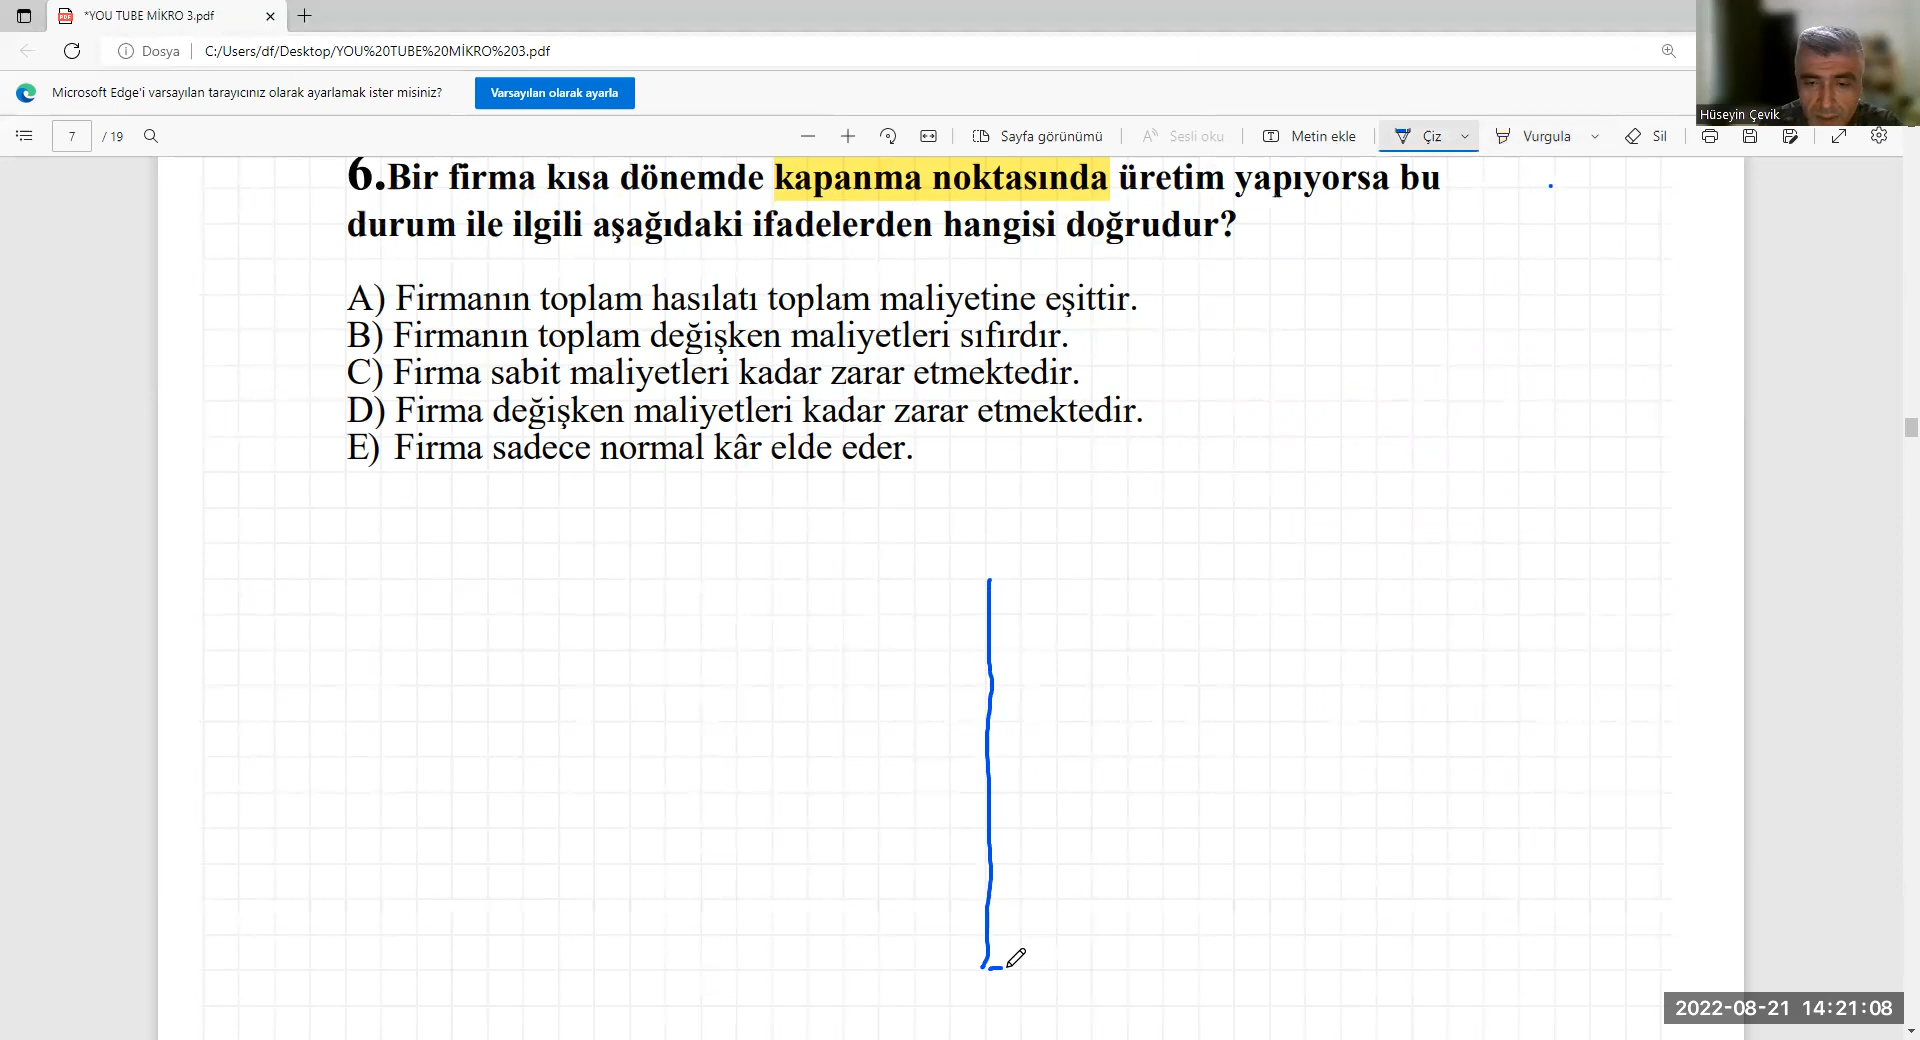 *YOU TUBE MİKRO 3.pdf
Dosya
C:/Users/df/Desktop/YOU%20TUBE%20MİKRO%203.pdf
Microsoft Edge'i varsayılan tarayıcınız olarak ayarlamak ister misiniz?
Varsayılan olarak ayarla
Hüseyin Çevik
7 / 19
Sayfa görünümü
Sesli oku
Metin ekle
Çiz
Vurgula
Sil
6.Bir firma kısa dönemde kapanma noktasında üretim yapıyorsa bu
durum ile ilgili aşağıdaki ifadelerden hangisi doğrudur?
A) Firmanın toplam hasılatı toplam maliyetine eşittir.
B) Firmanın toplam değişken maliyetleri sıfırdır.
C) Firma sabit maliyetleri kadar zarar etmektedir.
D) Firma değişken maliyetleri kadar zarar etmektedir.
E) Firma sadece normal kâr elde eder.
2022-08-21 14:21:08